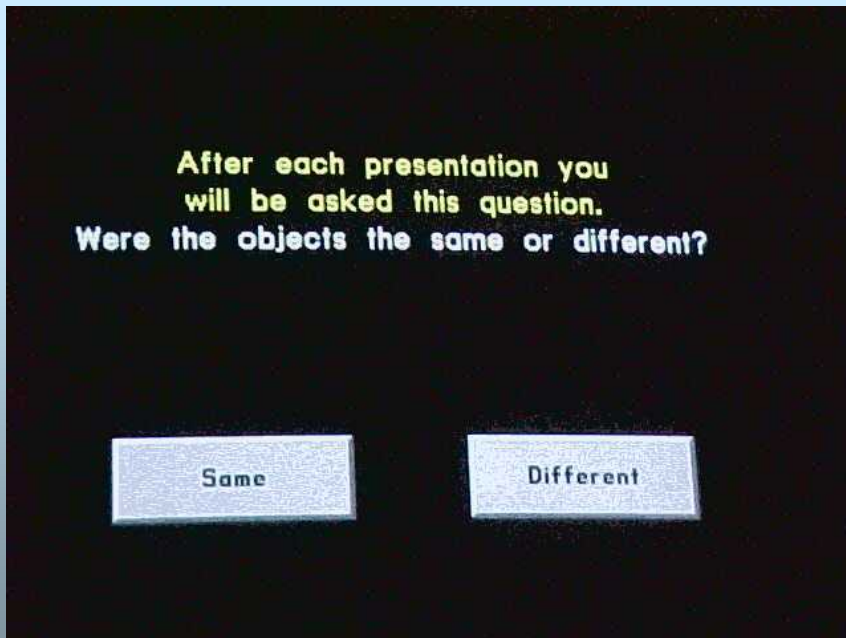 After each presentation you
will be asked this question.
Were the objects the same or different?
Same
Different